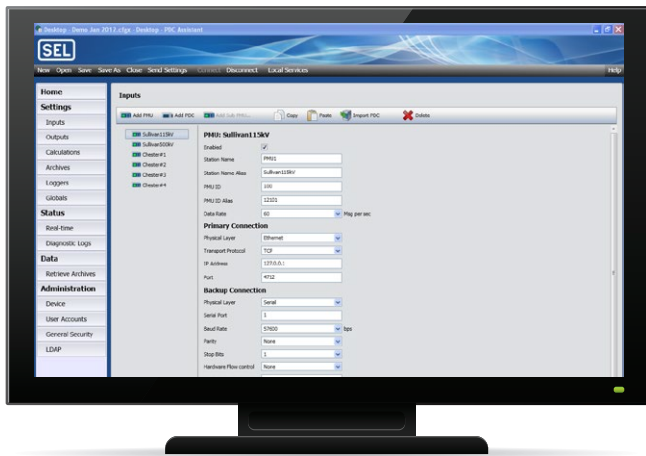 Desktop - Demo Jan 2012.cfgx - Desktop - PDC Assistant
SEL
New Open Save Save As Close Send Settings Connect Disconnect Local Services Help
Home
Settings
Inputs
Outputs
Calculations
Archives
Loggers
Globals
Status
Real-time
Diagnostic Logs
Data
Retrieve Archives
Administration
Device
User Accounts
General Security
LDAP
Inputs
Add PMU Add PDC Add Sub PMU... Copy Paste Import PDC Delete
Sullivan115kV
Sullivan500kV
Chester#1
Chester#2
Chester#3
Chester#4
PMU: Sullivan115kV
Enabled
Station Name PMU1
Station Name Alias Sullivan115kV
PMU ID 100
PMU ID Alias 12101
Data Rate 60 Msg per sec
Primary Connection
Physical Layer Ethernet
Transport Protocol TCP
IP Address 127.0.0.1
Port 4712
Backup Connection
Physical Layer Serial
Serial Port 1
Baud Rate 57600 bps
Parity None
Stop Bits 1
Hardware Flow control None